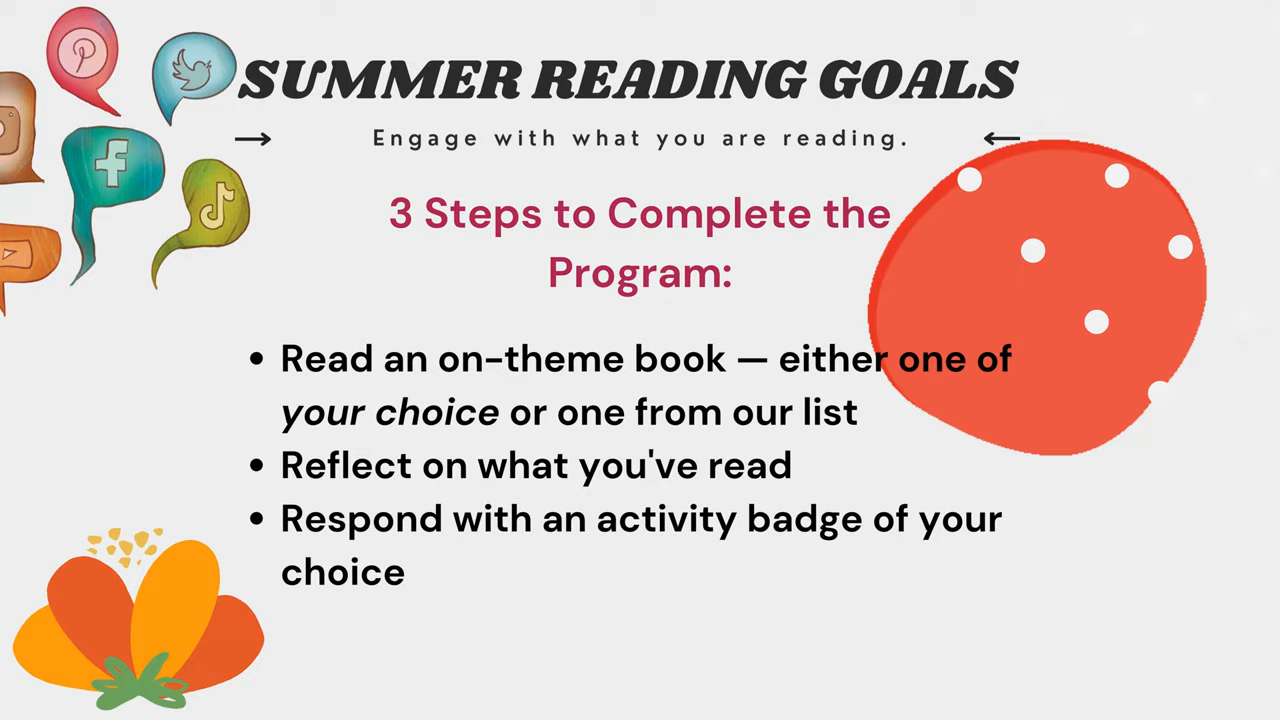 SUMMER READING GOALS
Engage with what you are reading.
3 Steps to Complete the
Program:
• Read an on-theme book — either one of
your choice or one from our list
• Reflect on what you've read
• Respond with an activity badge of your
choice